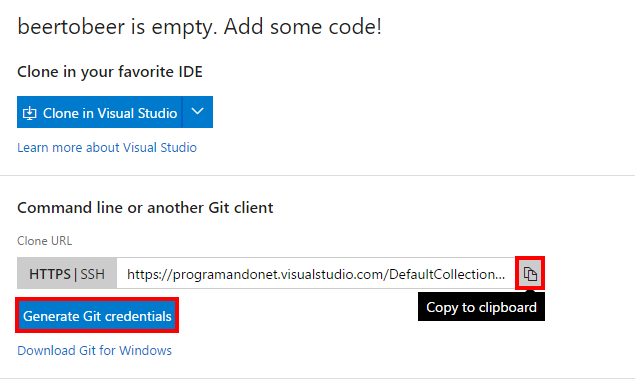 beertobeer is empty. Add some code!
Clone in your favorite IDE
Clone in Visual Studio
Learn more about Visual Studio
Command line or another Git client
Clone URL
HTTPS | SSH https://programandonet.visualstudio.com/DefaultCollection...
Copy to clipboard
Generate Git credentials
Download Git for Windows